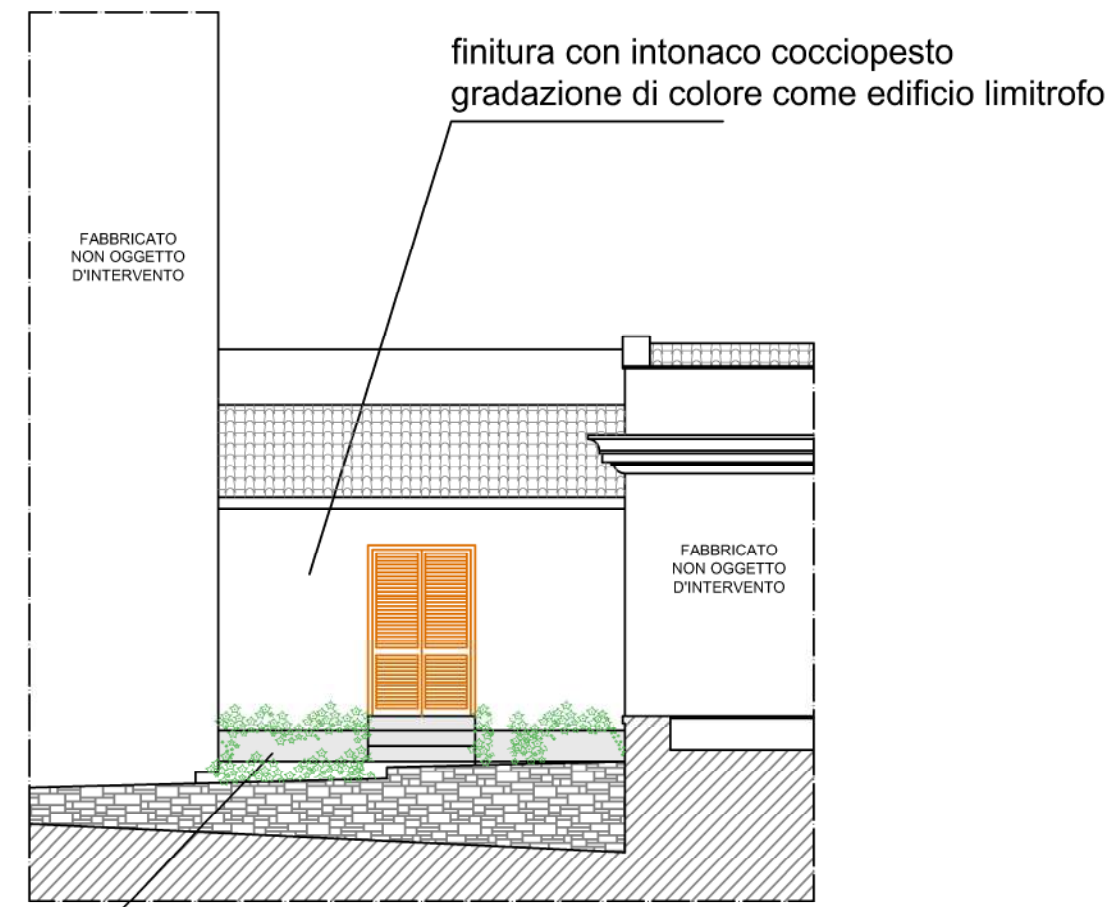 finitura con intonaco cocciopesto
gradazione di colore come edificio limitrofo
FABBRICATO
NON OGGETTO
D'INTERVENTO
FABBRICATO
NON OGGETTO
D'INTERVENTO